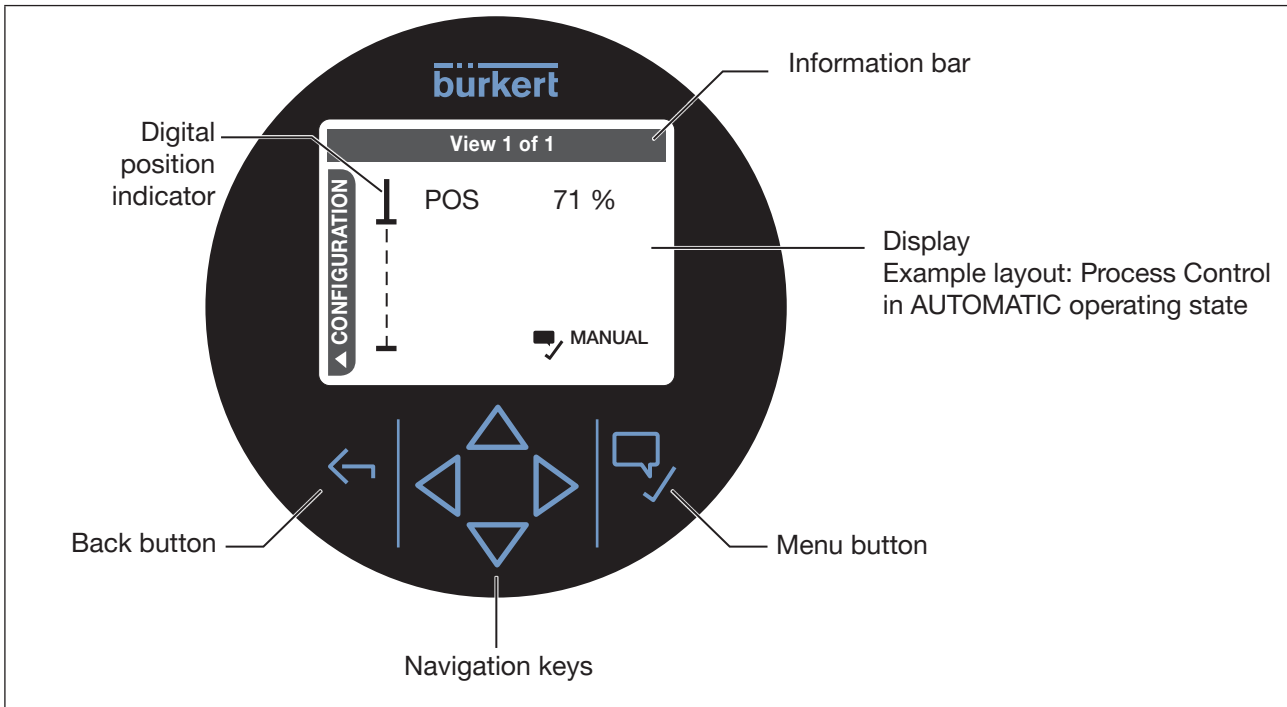 bürkert
Information bar
Digital
position
indicator
View 1 of 1
◀ CONFIGURATION
POS 71 %
Display
Example layout: Process Control
in AUTOMATIC operating state
MANUAL
Back button
Menu button
Navigation keys